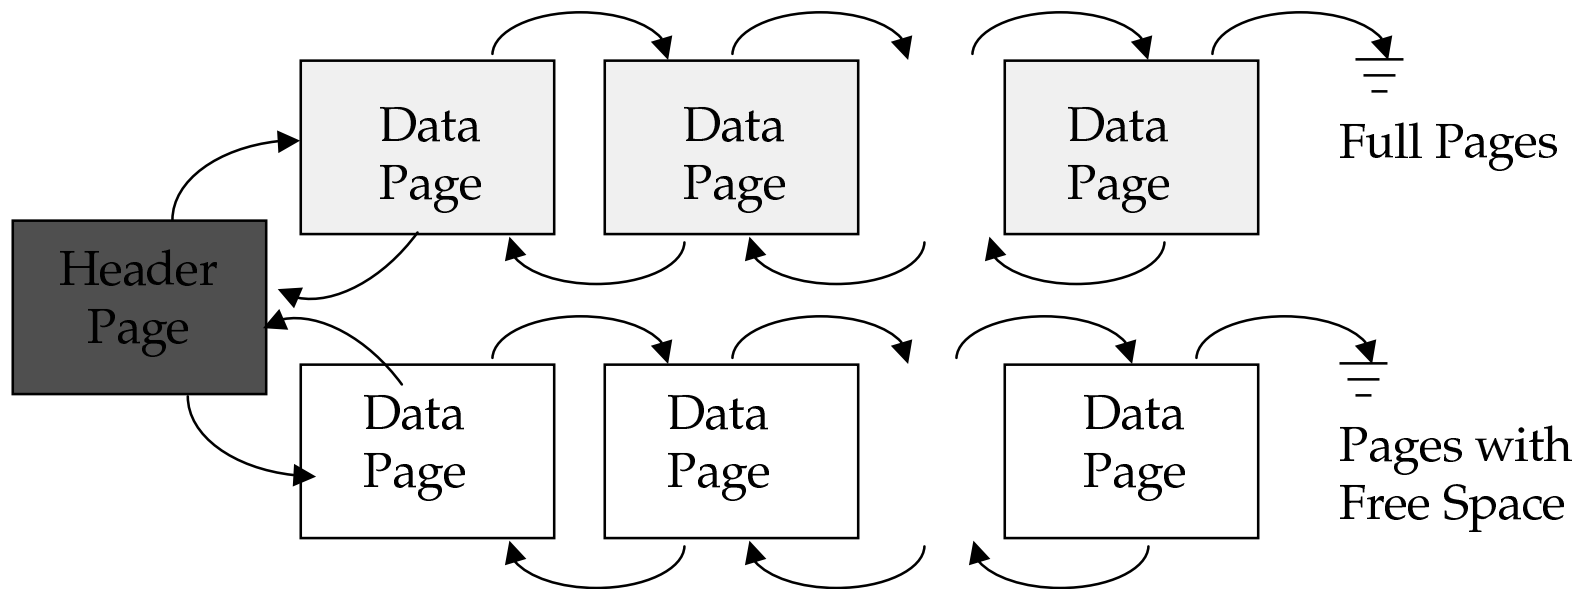 Data
Page
Data
Page
Data
Page
Full Pages
Header
Page
Data
Page
Data
Page
Data
Page
Pages with
Free Space